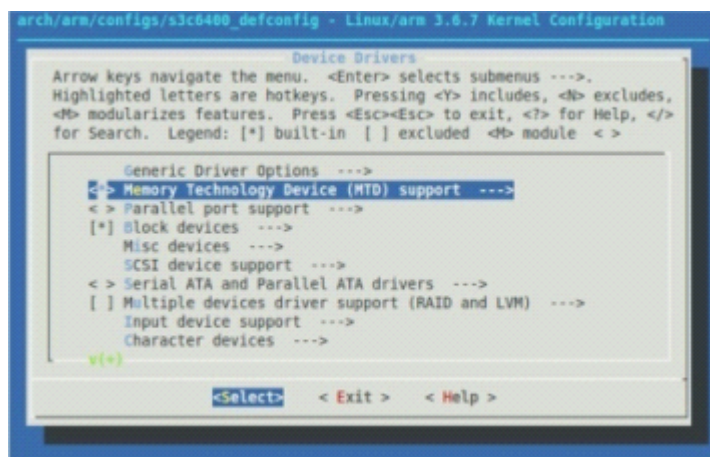 arch/arm/configs/s3c6400_defconfig - Linux/arm 3.6.7 Kernel Configuration
Device Drivers
Arrow keys navigate the menu. <Enter> selects submenus --->.
Highlighted letters are hotkeys. Pressing <Y> includes, <N> excludes,
<M> modularizes features. Press <Esc><Esc> to exit, <?> for Help, </>
for Search. Legend: [*] built-in [ ] excluded <M> module < >
Generic Driver Options --->
<*> Memory Technology Device (MTD) support --->
< > Parallel port support --->
[*] Block devices --->
Misc devices --->
SCSI device support --->
< > Serial ATA and Parallel ATA drivers --->
[ ] Multiple devices driver support (RAID and LVM) --->
Input device support --->
Character devices --->
v(+)
<Select> < Exit > < Help >